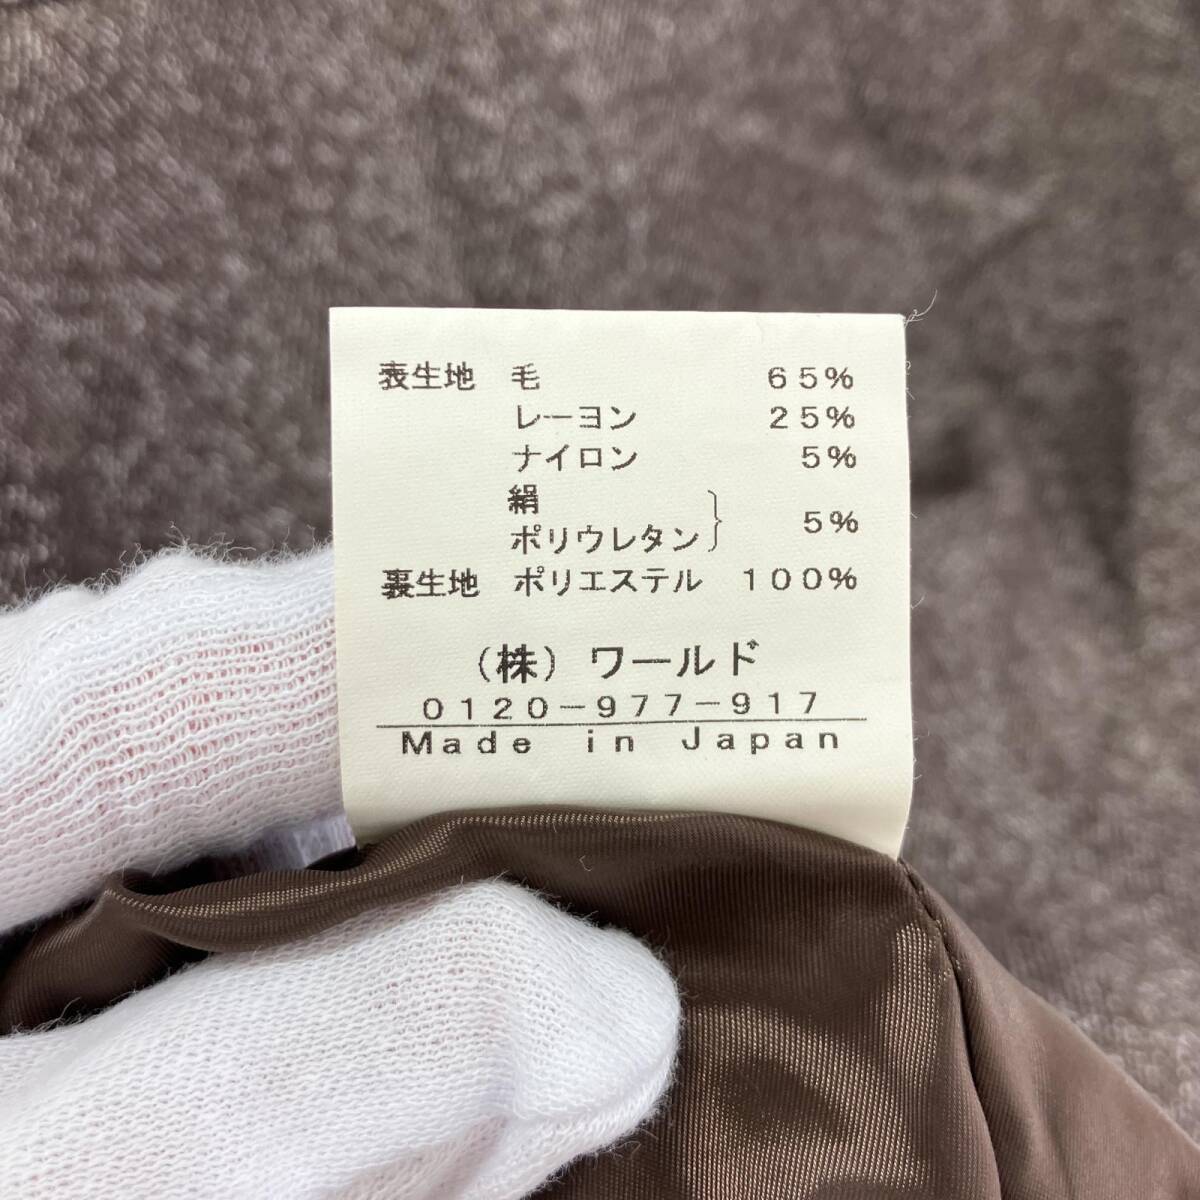 表生地 毛 65%
レーヨン 25%
ナイロン 5%
絹
ポリウレタン } 5%
裏生地 ポリエステル 100%
(株)ワールド
0120-977-917
Made in Japan